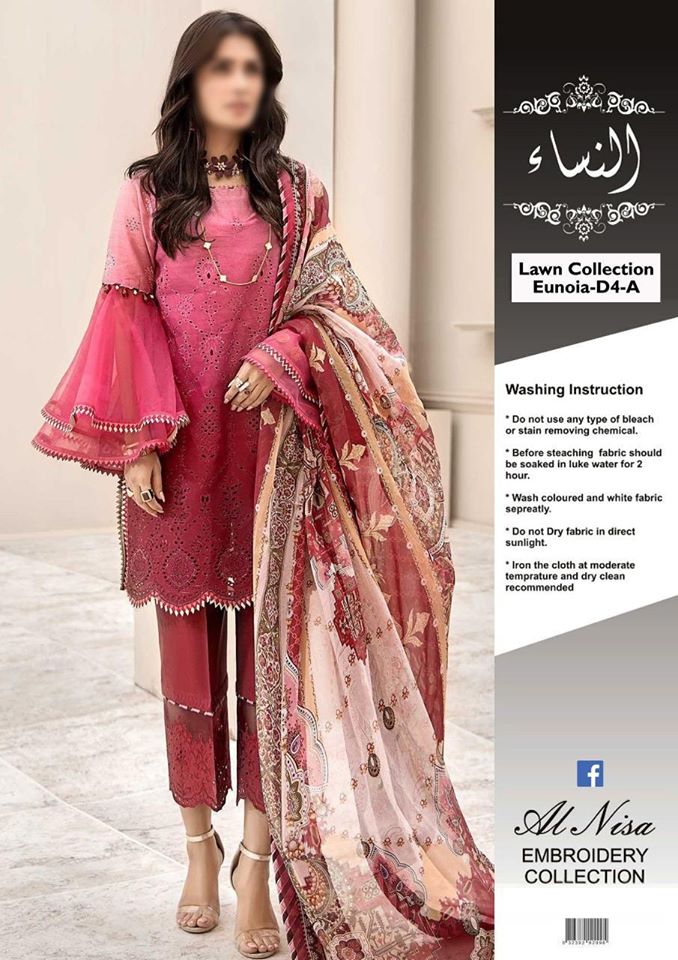 النساء
Lawn Collection
Eunoia-D4-A
Washing Instruction
* Do not use any type of bleach
or stain removing chemical.
* Before steaching fabric should
be soaked in luke water for 2
hour.
* Wash coloured and white fabric
sepreatly.
* Do not Dry fabric in direct
sunlight.
* Iron the cloth at moderate
temprature and dry clean
recommended
f
Al Nisa
EMBROIDERY
COLLECTION